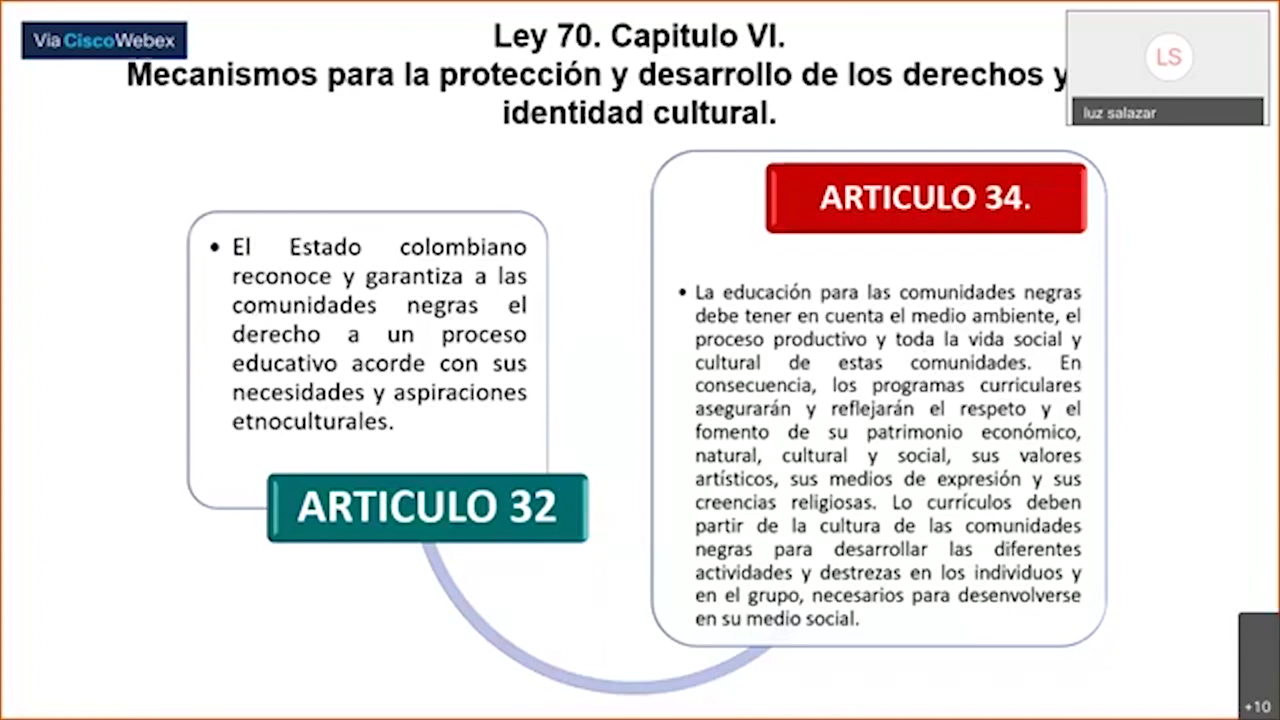 Via CiscoWebex
Ley 70. Capitulo VI.
Mecanismos para la protección y desarrollo de los derechos y
identidad cultural.
LS
luz salazar
• El Estado colombiano
reconoce y garantiza a las
comunidades negras el
derecho a un proceso
educativo acorde con sus
necesidades y aspiraciones
etnoculturales.
ARTICULO 32
ARTICULO 34.
• La educación para las comunidades negras
debe tener en cuenta el medio ambiente, el
proceso productivo y toda la vida social y
cultural de estas comunidades. En
consecuencia, los programas curriculares
asegurarán y reflejarán el respeto y el
fomento de su patrimonio económico,
natural, cultural y social, sus valores
artísticos, sus medios de expresión y sus
creencias religiosas. Lo currículos deben
partir de la cultura de las comunidades
negras para desarrollar las diferentes
actividades y destrezas en los individuos y
en el grupo, necesarios para desenvolverse
en su medio social.
+10